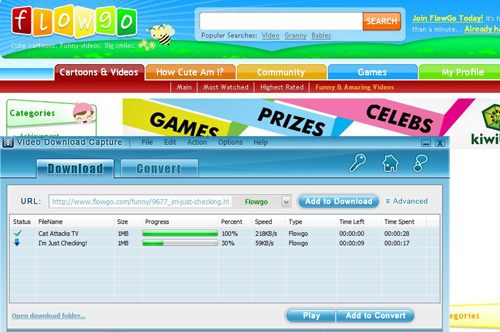 flowgo
Cute cartoons. Funny videos. Big smiles.
SEARCH
Popular Searches: Video Granny Babies
Join FlawGo Today! It's
than a minute... Already ha
Cartoons & Videos
How Cute Am I?
Community
Games
My Profile
Main | Most Watched | Highest Rated | Funny & Amazing Videos
Categories
GAMES
PRIZES
CELEBS
kiwi
Video Download Capture
File Edit Action Options Help
Download
Convert
URL:
http://www.flowgo.com/funny/9677_im-just-checking.ht
Flowgo
Add to Download
Advanced
Status FileName Size Progress Percent Speed Type Time Left Time Spent
Cat Attacks TV 1MB 100% 218KB/s Flowgo 00:00:00 00:00:28
I'm Just Checking! 1MB 30% 59KB/s Flowgo 00:00:09 00:00:17
Open download folder...
Play
Add to Convert
egories